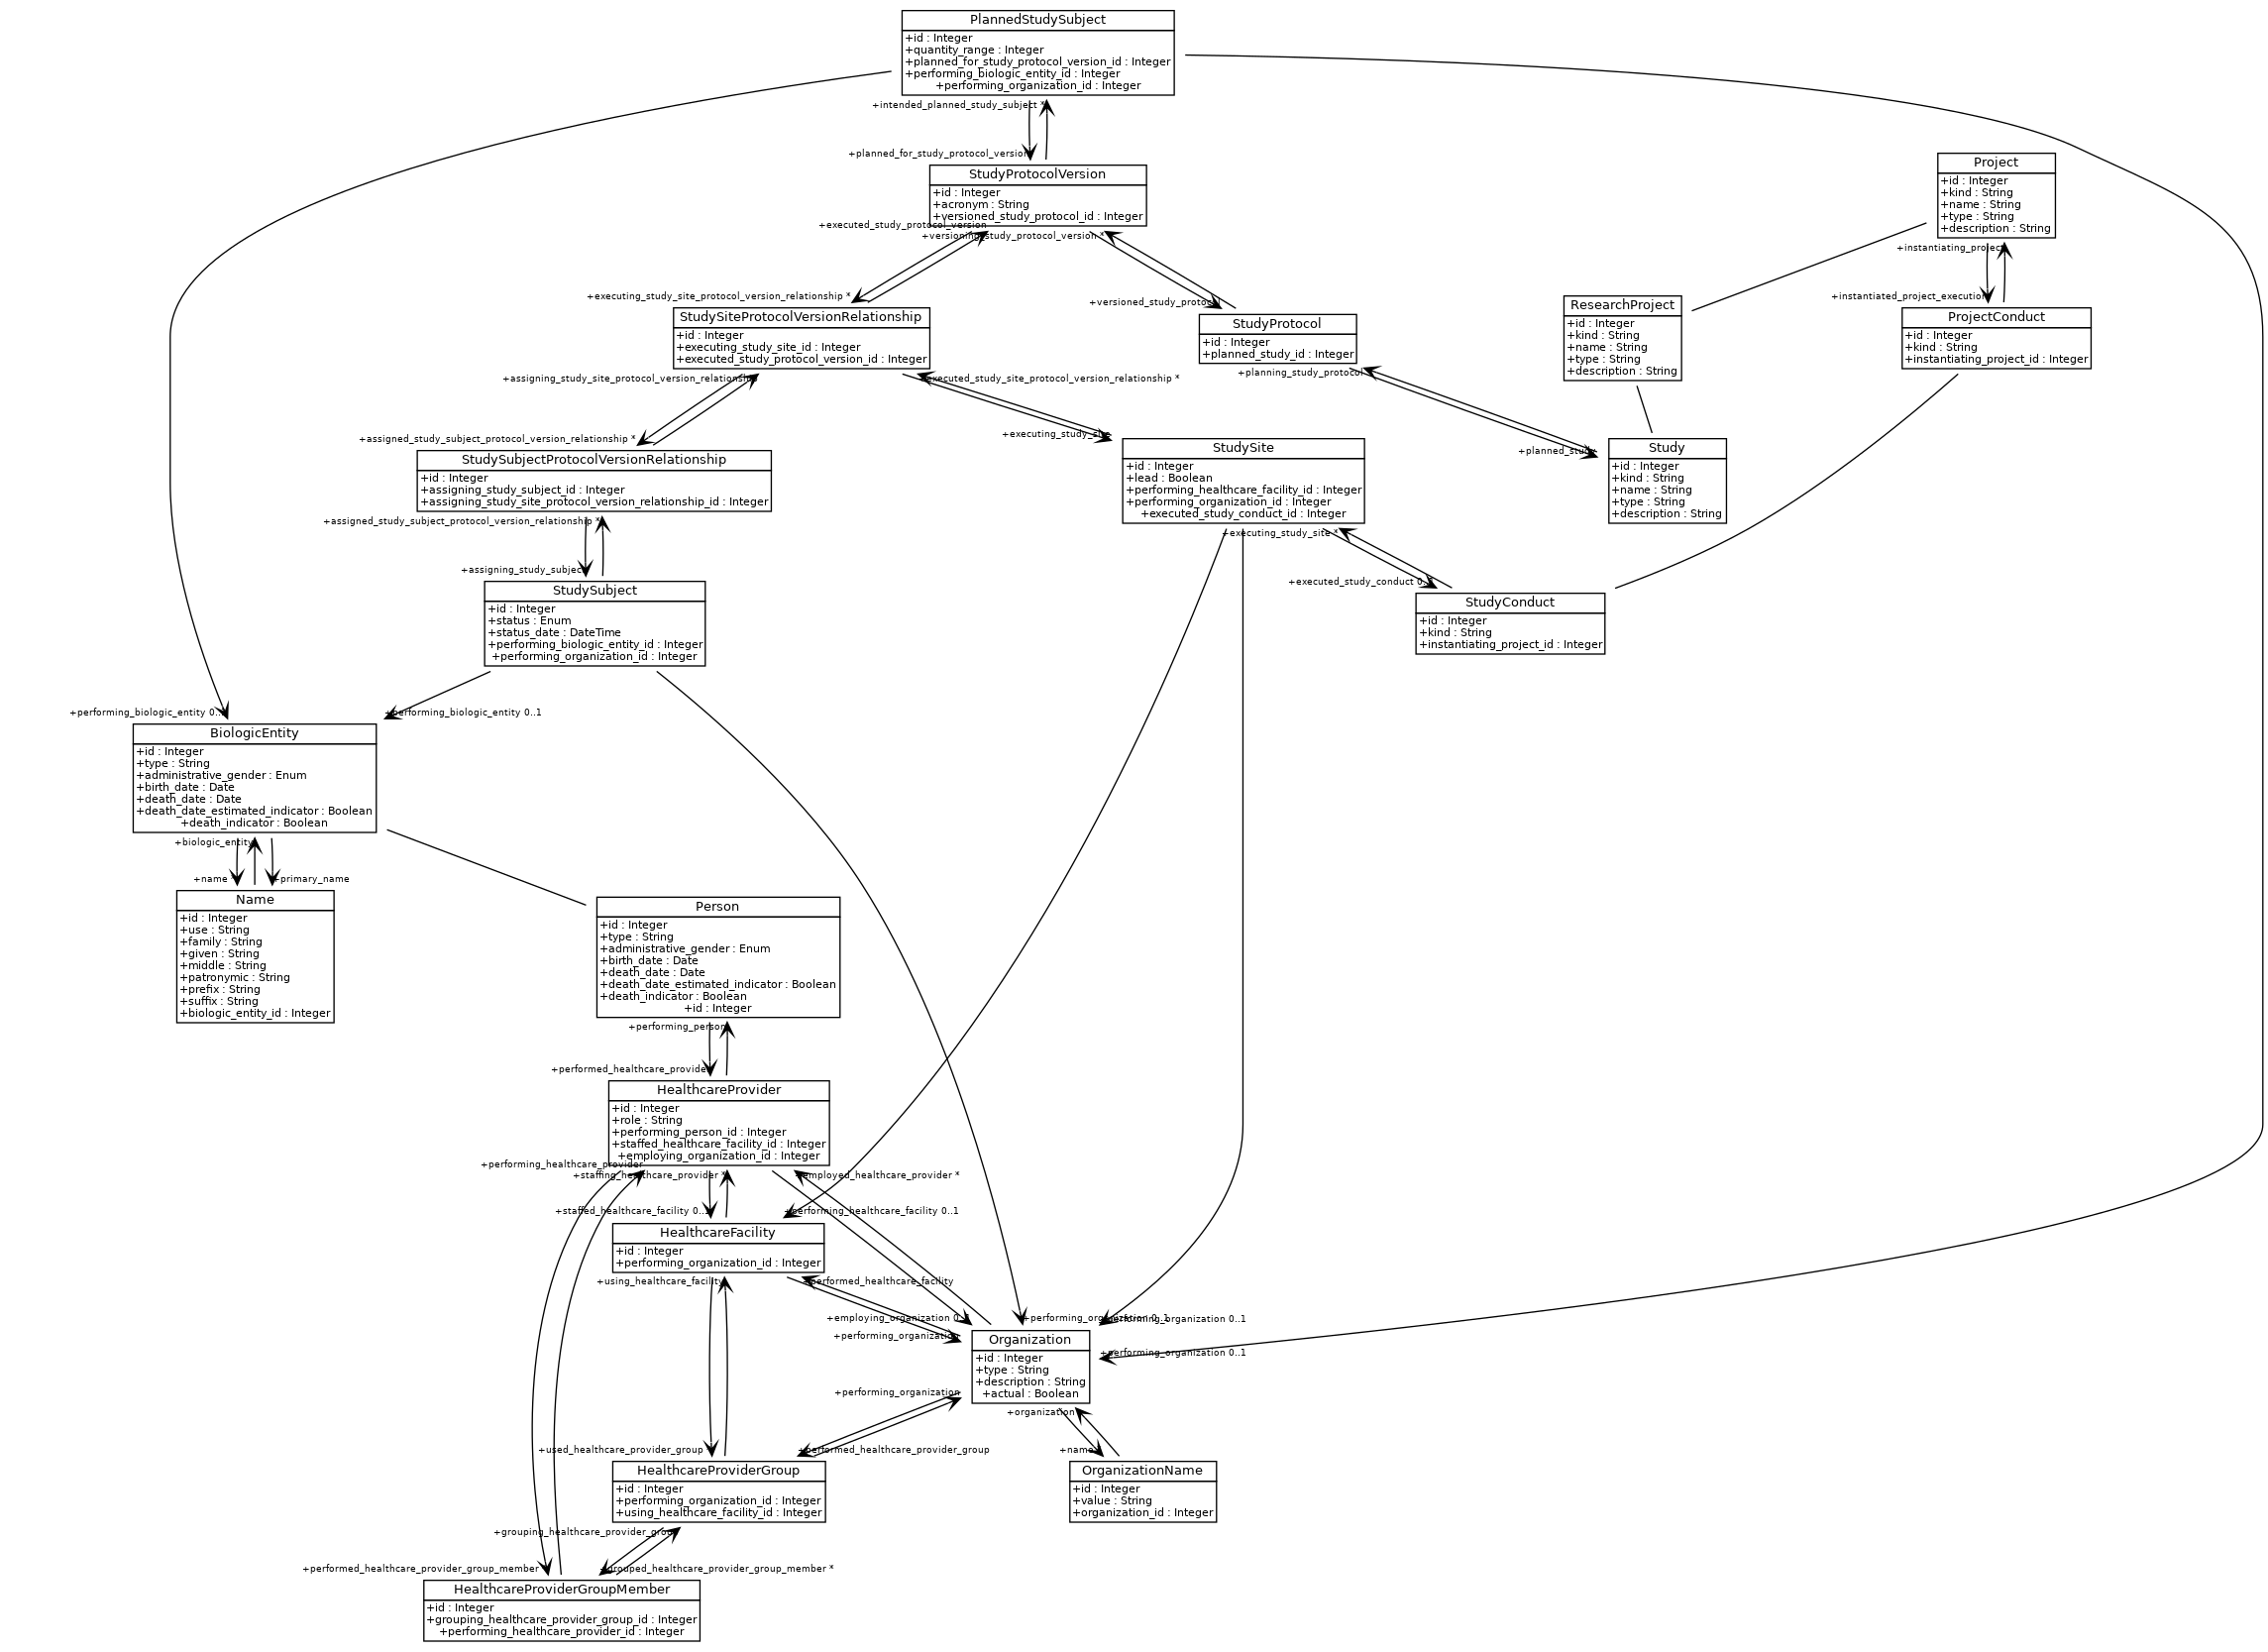 PlannedStudySubject
+id : Integer
+quantity_range : Integer
+planned_for_study_protocol_version_id : Integer
+performing_biologic_entity_id : Integer
+performing_organization_id : Integer
+intended_planned_study_subject *
+planned_for_study_protocol_version
StudyProtocolVersion
+id : Integer
+acronym : String
+versioned_study_protocol_id : Integer
+executed_study_protocol_version
+versioning_study_protocol_version *
Project
+id : Integer
+kind : String
+name : String
+type : String
+description : String
+instantiating_project
+instantiated_project_execution
+executing_study_site_protocol_version_relationship *
StudySiteProtocolVersionRelationship
+id : Integer
+executing_study_site_id : Integer
+executed_study_protocol_version_id : Integer
+versioned_study_protocol
StudyProtocol
+id : Integer
+planned_study_id : Integer
+planning_study_protocol
ResearchProject
+id : Integer
+kind : String
+name : String
+type : String
+description : String
ProjectConduct
+id : Integer
+kind : String
+instantiating_project_id : Integer
+assigning_study_site_protocol_version_relationship
+executed_study_site_protocol_version_relationship *
+assigned_study_subject_protocol_version_relationship *
StudySubjectProtocolVersionRelationship
+id : Integer
+assigning_study_subject_id : Integer
+assigning_study_site_protocol_version_relationship_id : Integer
+assigned_study_subject_protocol_version_relationship *
+executing_study_site
StudySite
+id : Integer
+lead : Boolean
+performing_healthcare_facility_id : Integer
+performing_organization_id : Integer
+executed_study_conduct_id : Integer
+executing_study_site *
+planned_study
Study
+id : Integer
+kind : String
+name : String
+type : String
+description : String
+assigning_study_subject
StudySubject
+id : Integer
+status : Enum
+status_date : DateTime
+performing_biologic_entity_id : Integer
+performing_organization_id : Integer
+executed_study_conduct 0..1
StudyConduct
+id : Integer
+kind : String
+instantiating_project_id : Integer
+performing_biologic_entity 0..1
+performing_biologic_entity 0..1
BiologicEntity
+id : Integer
+type : String
+administrative_gender : Enum
+birth_date : Date
+death_date : Date
+death_date_estimated_indicator : Boolean
+death_indicator : Boolean
+biologic_entity
+name *
+primary_name
Name
+id : Integer
+use : String
+family : String
+given : String
+middle : String
+patronymic : String
+prefix : String
+suffix : String
+biologic_entity_id : Integer
Person
+id : Integer
+type : String
+administrative_gender : Enum
+birth_date : Date
+death_date : Date
+death_date_estimated_indicator : Boolean
+death_indicator : Boolean
+id : Integer
+performing_person
+performed_healthcare_provider
HealthcareProvider
+id : Integer
+role : String
+performing_person_id : Integer
+staffed_healthcare_facility_id : Integer
+employing_organization_id : Integer
+performing_healthcare_provider
+staffing_healthcare_provider *
+employed_healthcare_provider *
+staffed_healthcare_facility 0..1
+performing_healthcare_facility 0..1
HealthcareFacility
+id : Integer
+performing_organization_id : Integer
+using_healthcare_facility
+performed_healthcare_facility
+employing_organization 0..1
+performing_organization 0..1
+performing_organization 0..1
+performing_organization
+performing_organization 0..1
Organization
+id : Integer
+type : String
+description : String
+actual : Boolean
+performing_organization
+organization
+used_healthcare_provider_group
+performed_healthcare_provider_group
+name
HealthcareProviderGroup
+id : Integer
+performing_organization_id : Integer
+using_healthcare_facility_id : Integer
OrganizationName
+id : Integer
+value : String
+organization_id : Integer
+grouping_healthcare_provider_group
+performed_healthcare_provider_group_member *
+grouped_healthcare_provider_group_member *
HealthcareProviderGroupMember
+id : Integer
+grouping_healthcare_provider_group_id : Integer
+performing_healthcare_provider_id : Integer